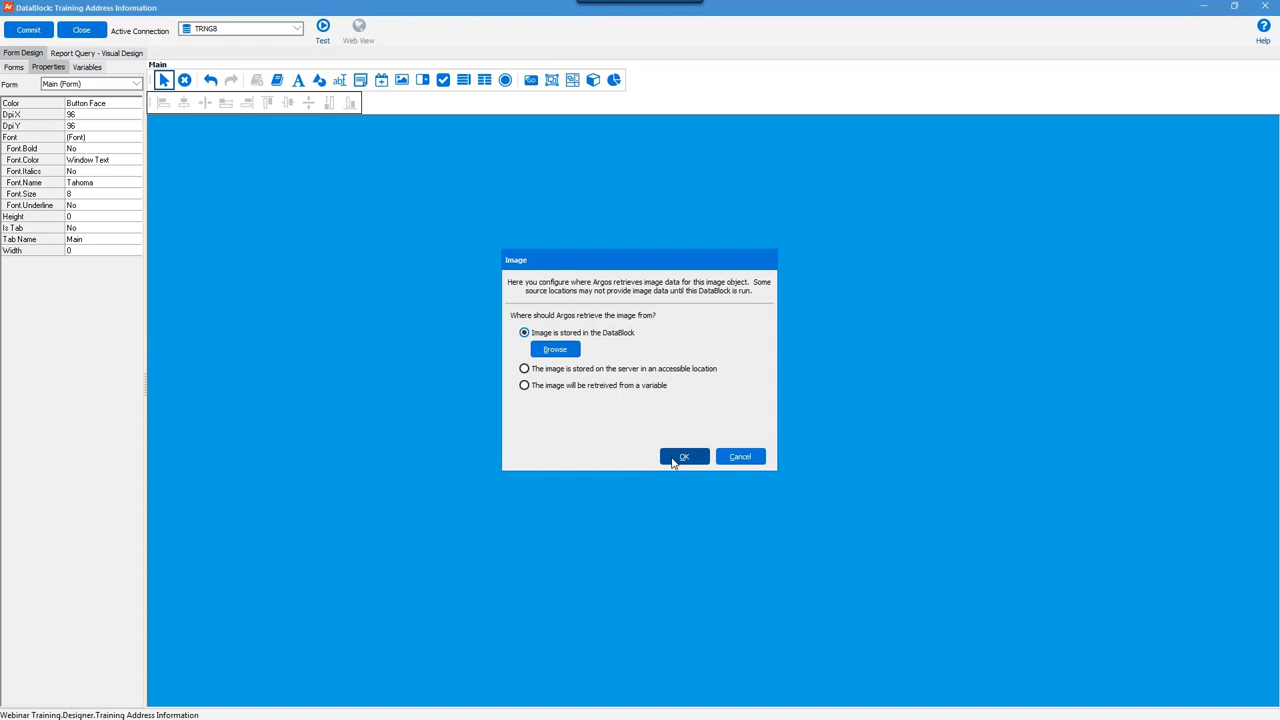 Ar DataBlock: Training Address Information
Commit Close Active Connection TRNG8 Test Web View Help
Form Design Report Query - Visual Design
Forms Properties Variables
Main
Form Main (Form)
Color Button Face
Dpi X 96
Dpi Y 96
Font (Font)
Font.Bold No
Font.Color Window Text
Font.Italics No
Font.Name Tahoma
Font.Size 8
Font.Underline No
Height 0
Is Tab No
Tab Name Main
Width 0
Image
Here you configure where Argos retrieves image data for this image object. Some
source locations may not provide image data until this DataBlock is run.
Where should Argos retrieve the image from?
Image is stored in the DataBlock
Browse
The image is stored on the server in an accessible location
The image will be retreived from a variable
OK Cancel
Webinar Training.Designer.Training Address Information